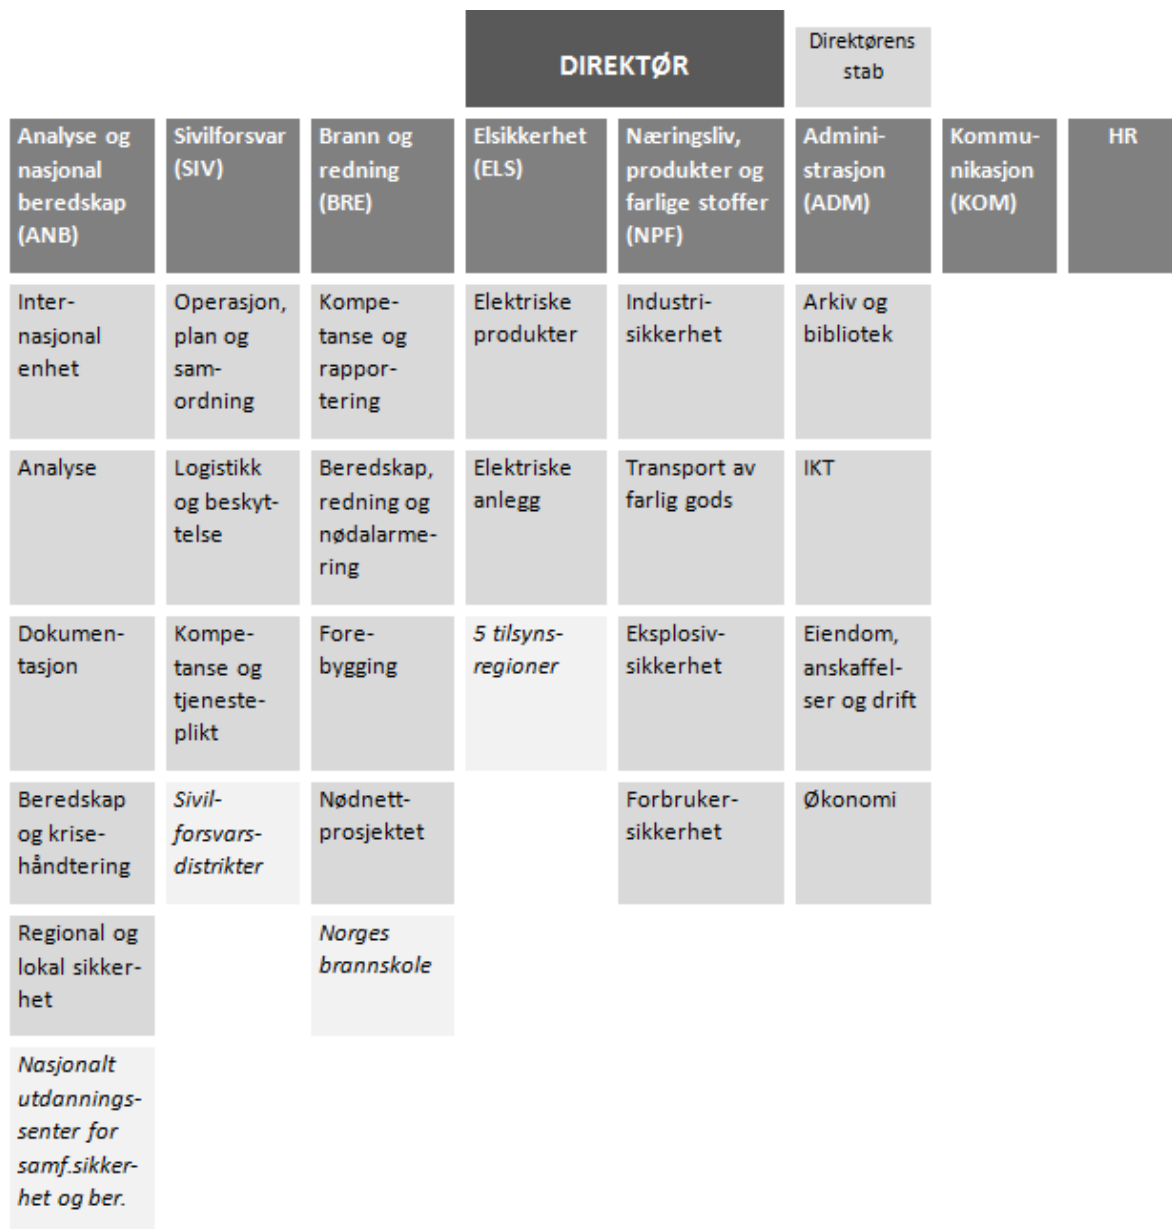 DIREKTØR
Direktørens
stab
Analyse og
nasjonal
beredskap
(ANB)
Sivilforsvar
(SIV)
Brann og
redning
(BRE)
Elsikkerhet
(ELS)
Næringsliv,
produkter og
farlige stoffer
(NPF)
Admini-
strasjon
(ADM)
Kommu-
nikasjon
(KOM)
HR
Inter-
nasjonal
enhet
Operasjon,
plan og
sam-
ordning
Kompe-
tanse og
rappor-
tering
Elektriske
produkter
Industri-
sikkerhet
Arkiv og
bibliotek
Analyse
Logistikk
og beskyt-
telse
Beredskap,
redning og
nødalarme-
ring
Elektriske
anlegg
Transport av
farlig gods
IKT
Dokumen-
tasjon
Kompe-
tanse og
tjeneste-
plikt
Fore-
bygging
5 tilsyns-
regioner
Eksplosiv-
sikkerhet
Eiendom,
anskaffel-
ser og drift
Beredskap
og krise-
håndtering
Sivil-
forsvars-
distrikter
Nødnett-
prosjektet
Forbruker-
sikkerhet
Økonomi
Regional og
lokal sikker-
het
Norges
brannskole
Nasjonalt
utdannings-
senter for
samf.sikker-
het og ber.